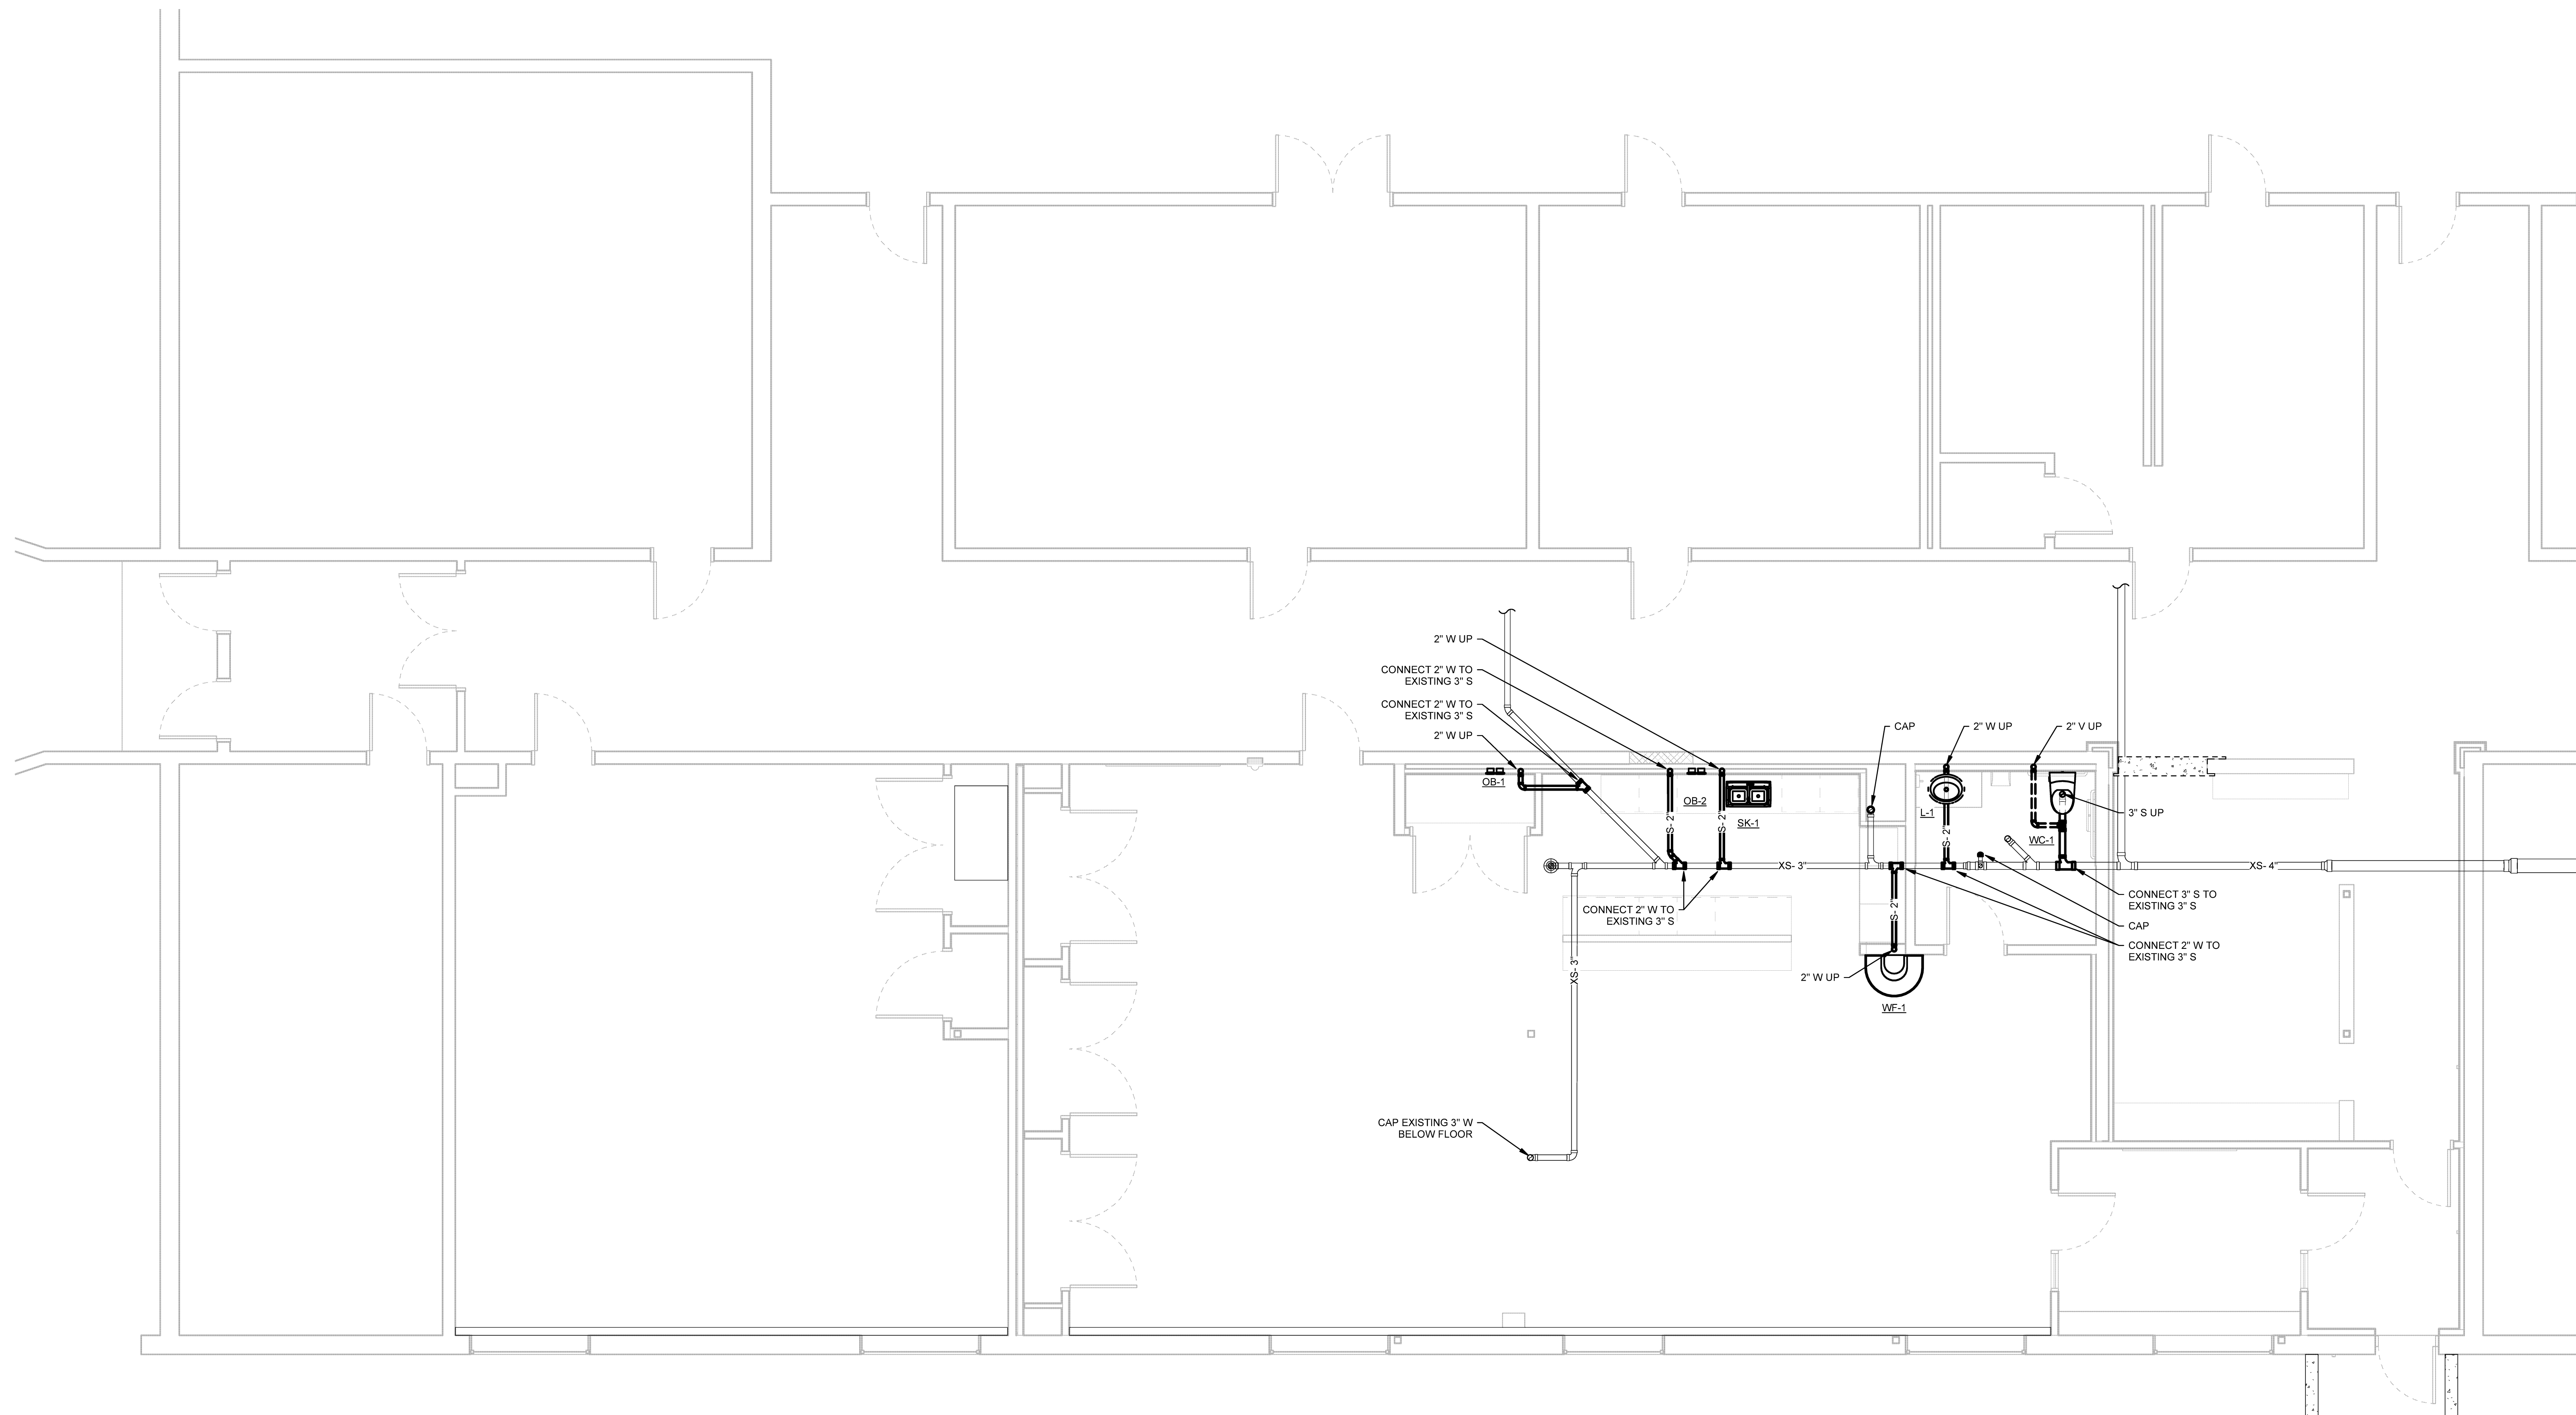 2" W UP
CONNECT 2" W TO
EXISTING 3" S
CONNECT 2" W TO
EXISTING 3" S
2" W UP
CAP
2" W UP
2" V UP
OB-1
OB-2
SK-1
L-1
WC-1
3" S UP
S- 2"
S- 2"
S- 2"
XS- 3"
XS- 4"
CONNECT 3" S TO
EXISTING 3" S
CAP
CONNECT 2" W TO
EXISTING 3" S
CONNECT 2" W TO
EXISTING 3" S
S- 2"
XS- 3"
2" W UP
WF-1
CAP EXISTING 3" W
BELOW FLOOR